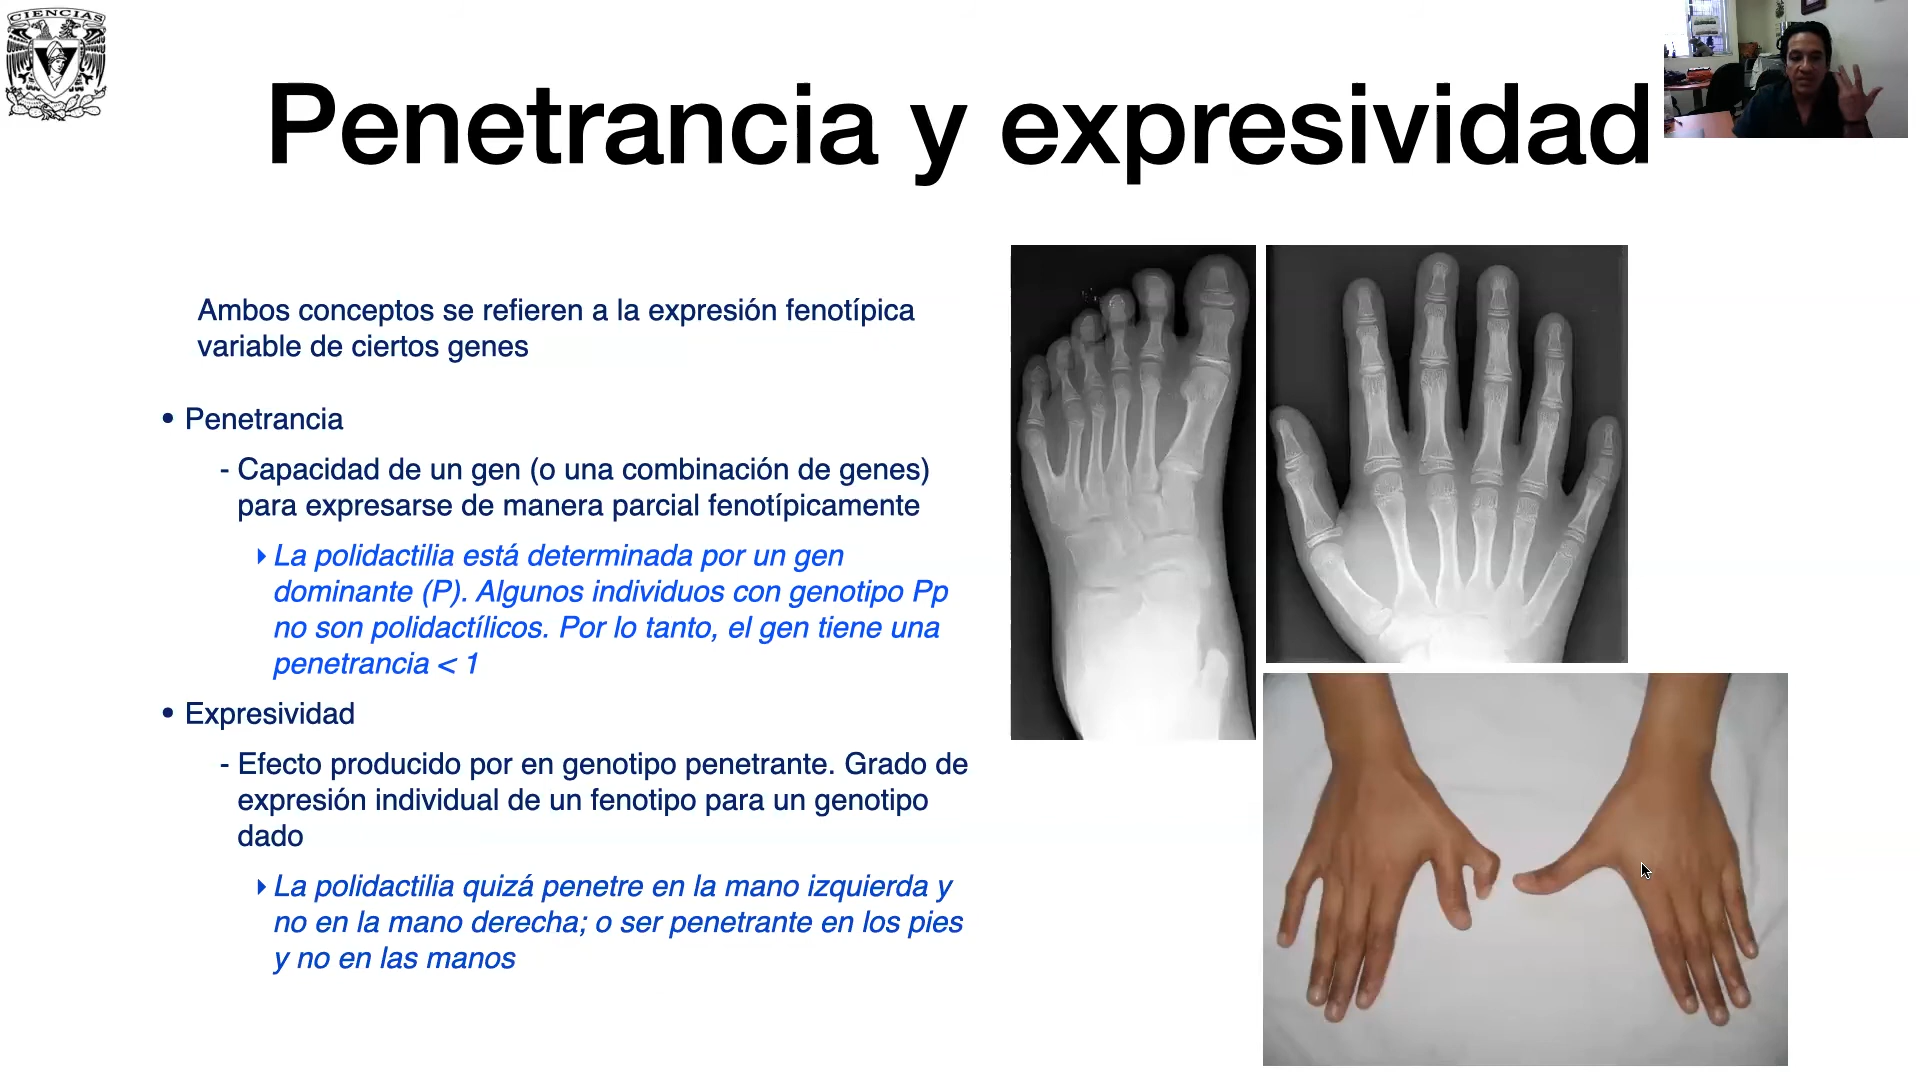 CIENCIAS
Penetrancia y expresividad
Ambos conceptos se refieren a la expresión fenotípica
variable de ciertos genes
• Penetrancia
- Capacidad de un gen (o una combinación de genes)
para expresarse de manera parcial fenotípicamente
La polidactilia está determinada por un gen
dominante (P). Algunos individuos con genotipo Pp
no son polidactílicos. Por lo tanto, el gen tiene una
penetrancia < 1
• Expresividad
- Efecto producido por en genotipo penetrante. Grado de
expresión individual de un fenotipo para un genotipo
dado
La polidactilia quizá penetre en la mano izquierda y
no en la mano derecha; o ser penetrante en los pies
y no en las manos